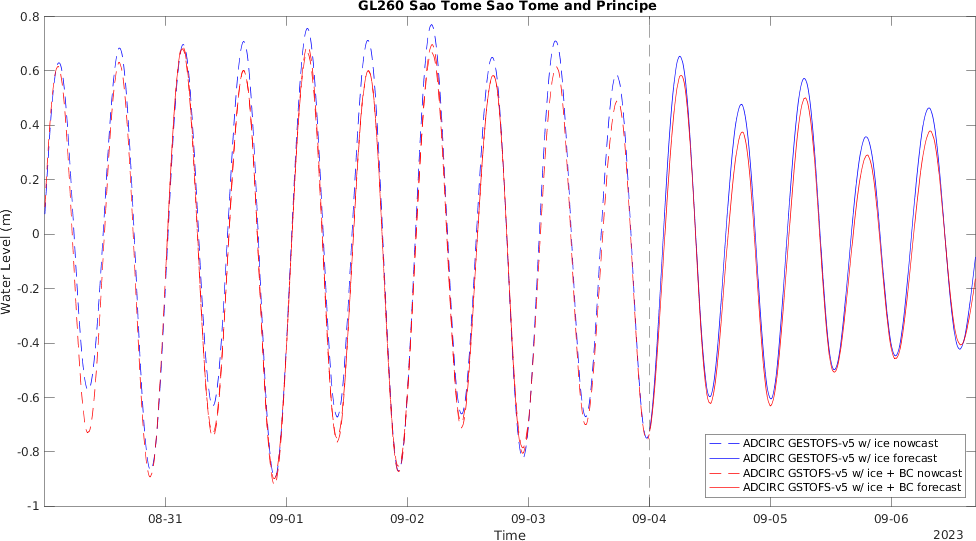 GL260 Sao Tome Sao Tome and Principe
Water Level (m)
0.8
0.6
0.4
0.2
0
-0.2
-0.4
-0.6
-0.8
-1
08-31
09-01
09-02
09-03
09-04
09-05
09-06
Time
2023
ADCIRC GESTOFS-v5 w/ ice nowcast
ADCIRC GESTOFS-v5 w/ ice forecast
ADCIRC GSTOFS-v5 w/ ice + BC nowcast
ADCIRC GSTOFS-v5 w/ ice + BC forecast